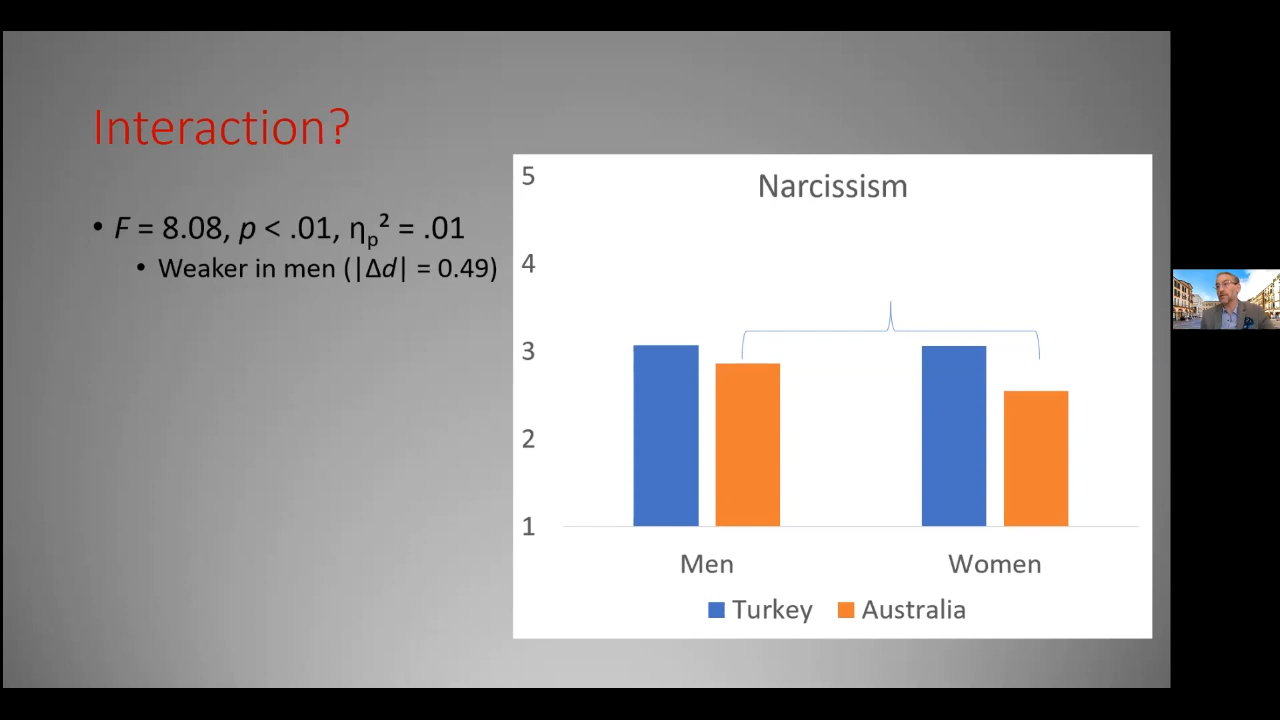 Interaction?
• F = 8.08, p < .01, ηp² = .01
• Weaker in men (|Δd| = 0.49)
Narcissism
5
4
3
2
1
Men Women
Turkey Australia